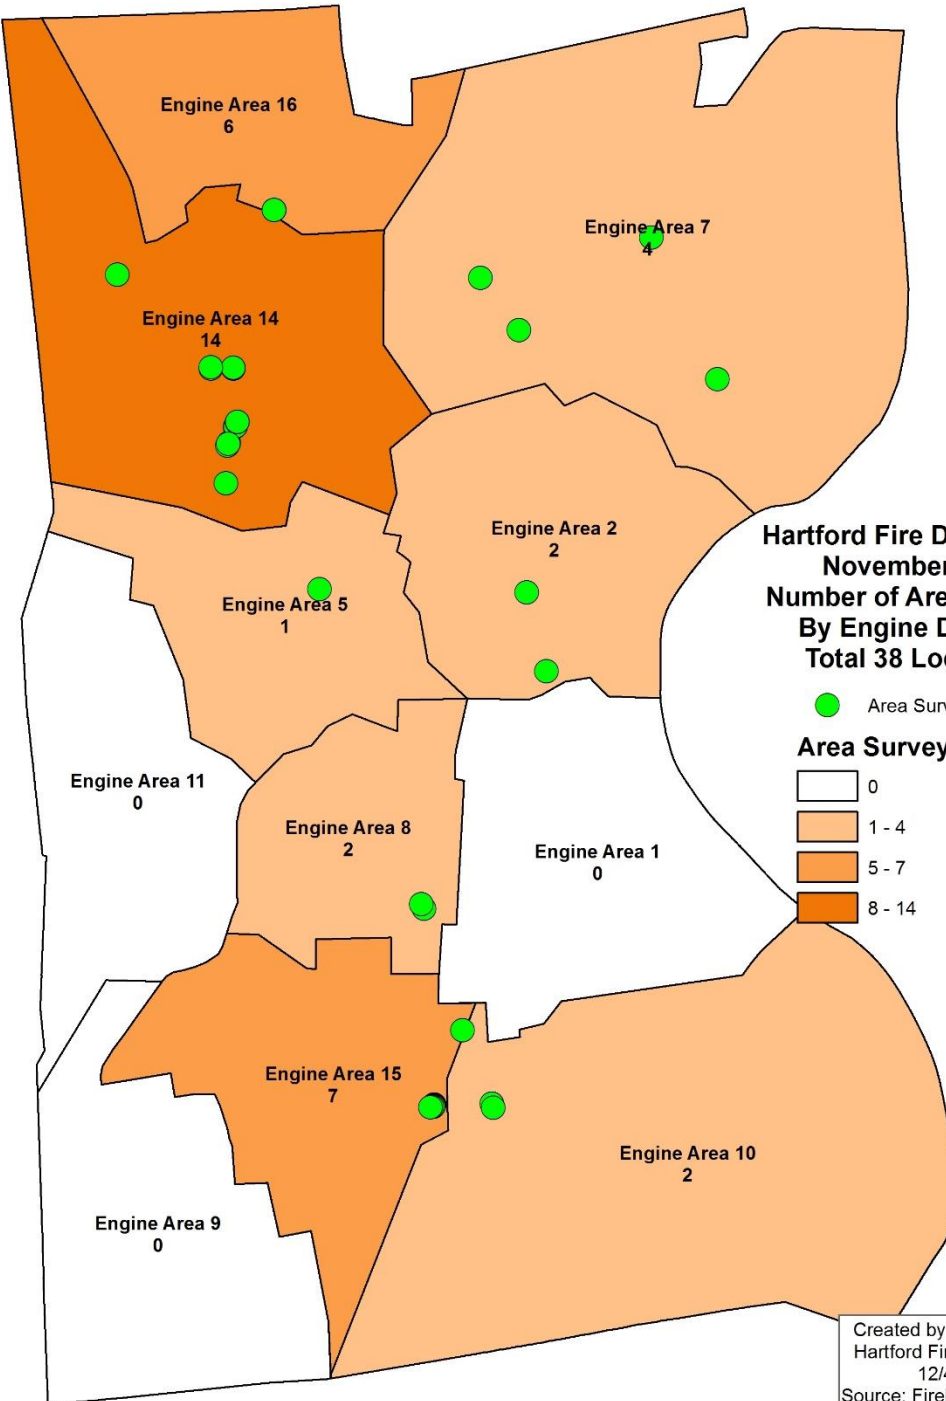 Engine Area 16
6
Engine Area 7
4
Engine Area 14
14
Engine Area 2
2
Engine Area 5
1
Hartford Fire D
November
Number of Are
By Engine D
Total 38 Loc
Area Surv
Area Survey
0
1 - 4
5 - 7
8 - 14
Engine Area 11
0
Engine Area 8
2
Engine Area 1
0
Engine Area 15
7
Engine Area 10
2
Engine Area 9
0
Created by
Hartford Fir
12/4
Source: Fire